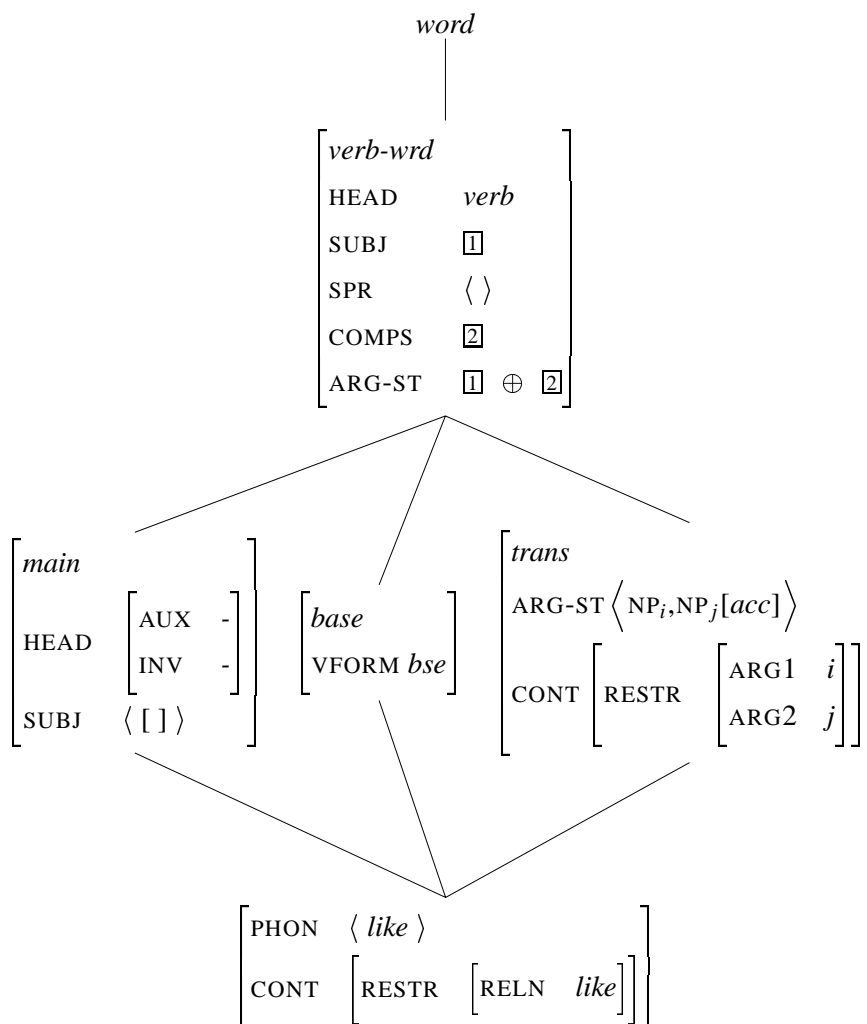 word
verb-wrd
HEAD verb
SUBJ 1
SPR ⟨ ⟩
COMPS 2
ARG-ST 1 ⊕ 2
main
HEAD [AUX -
INV -]
SUBJ ⟨ [ ] ⟩
base
VFORM bse
trans
ARG-ST ⟨NPi,NPj[acc]⟩
CONT [RESTR [ARG1 i
ARG2 j]]
PHON ⟨ like ⟩
CONT [RESTR [RELN like]]